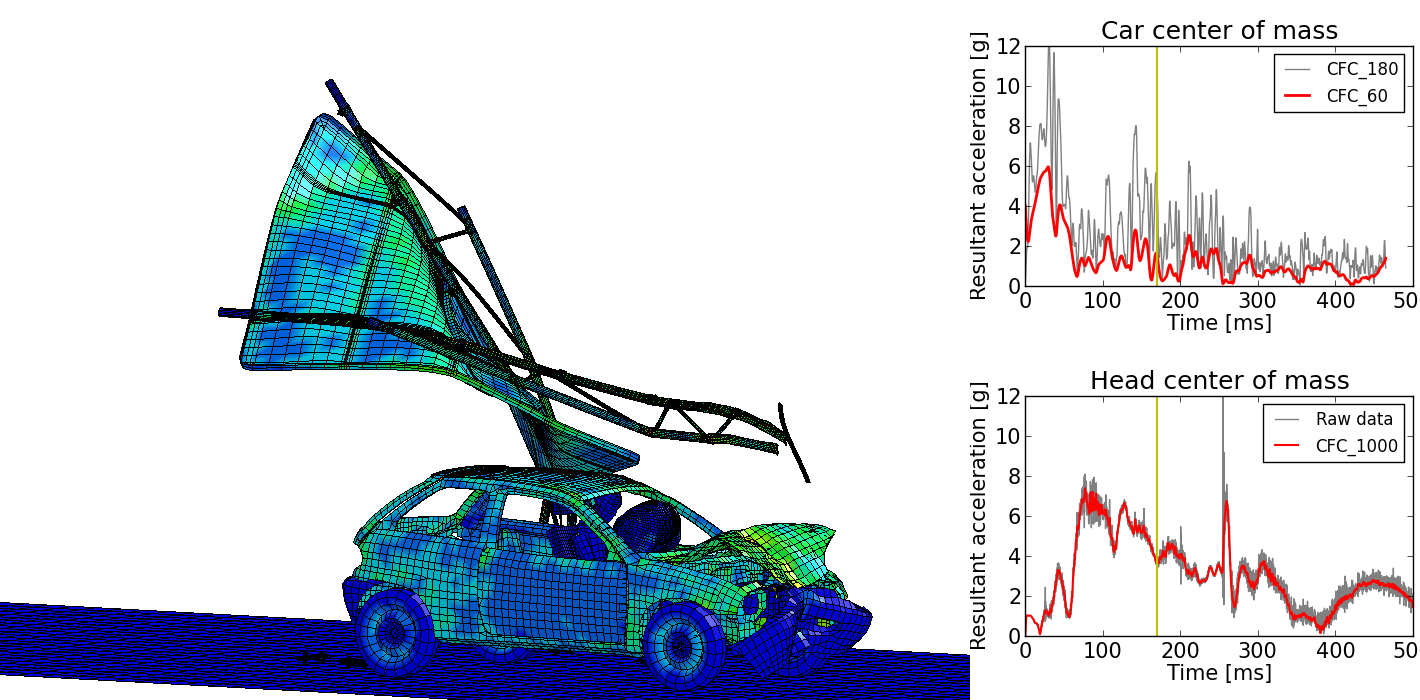 Car center of mass
Resultant acceleration [g]
12
10
8
6
4
2
0
CFC_180
CFC_60
0 100 200 300 400 50
Time [ms]
Head center of mass
Resultant acceleration [g]
12
10
8
6
4
2
0
Raw data
CFC_1000
0 100 200 300 400 50
Time [ms]